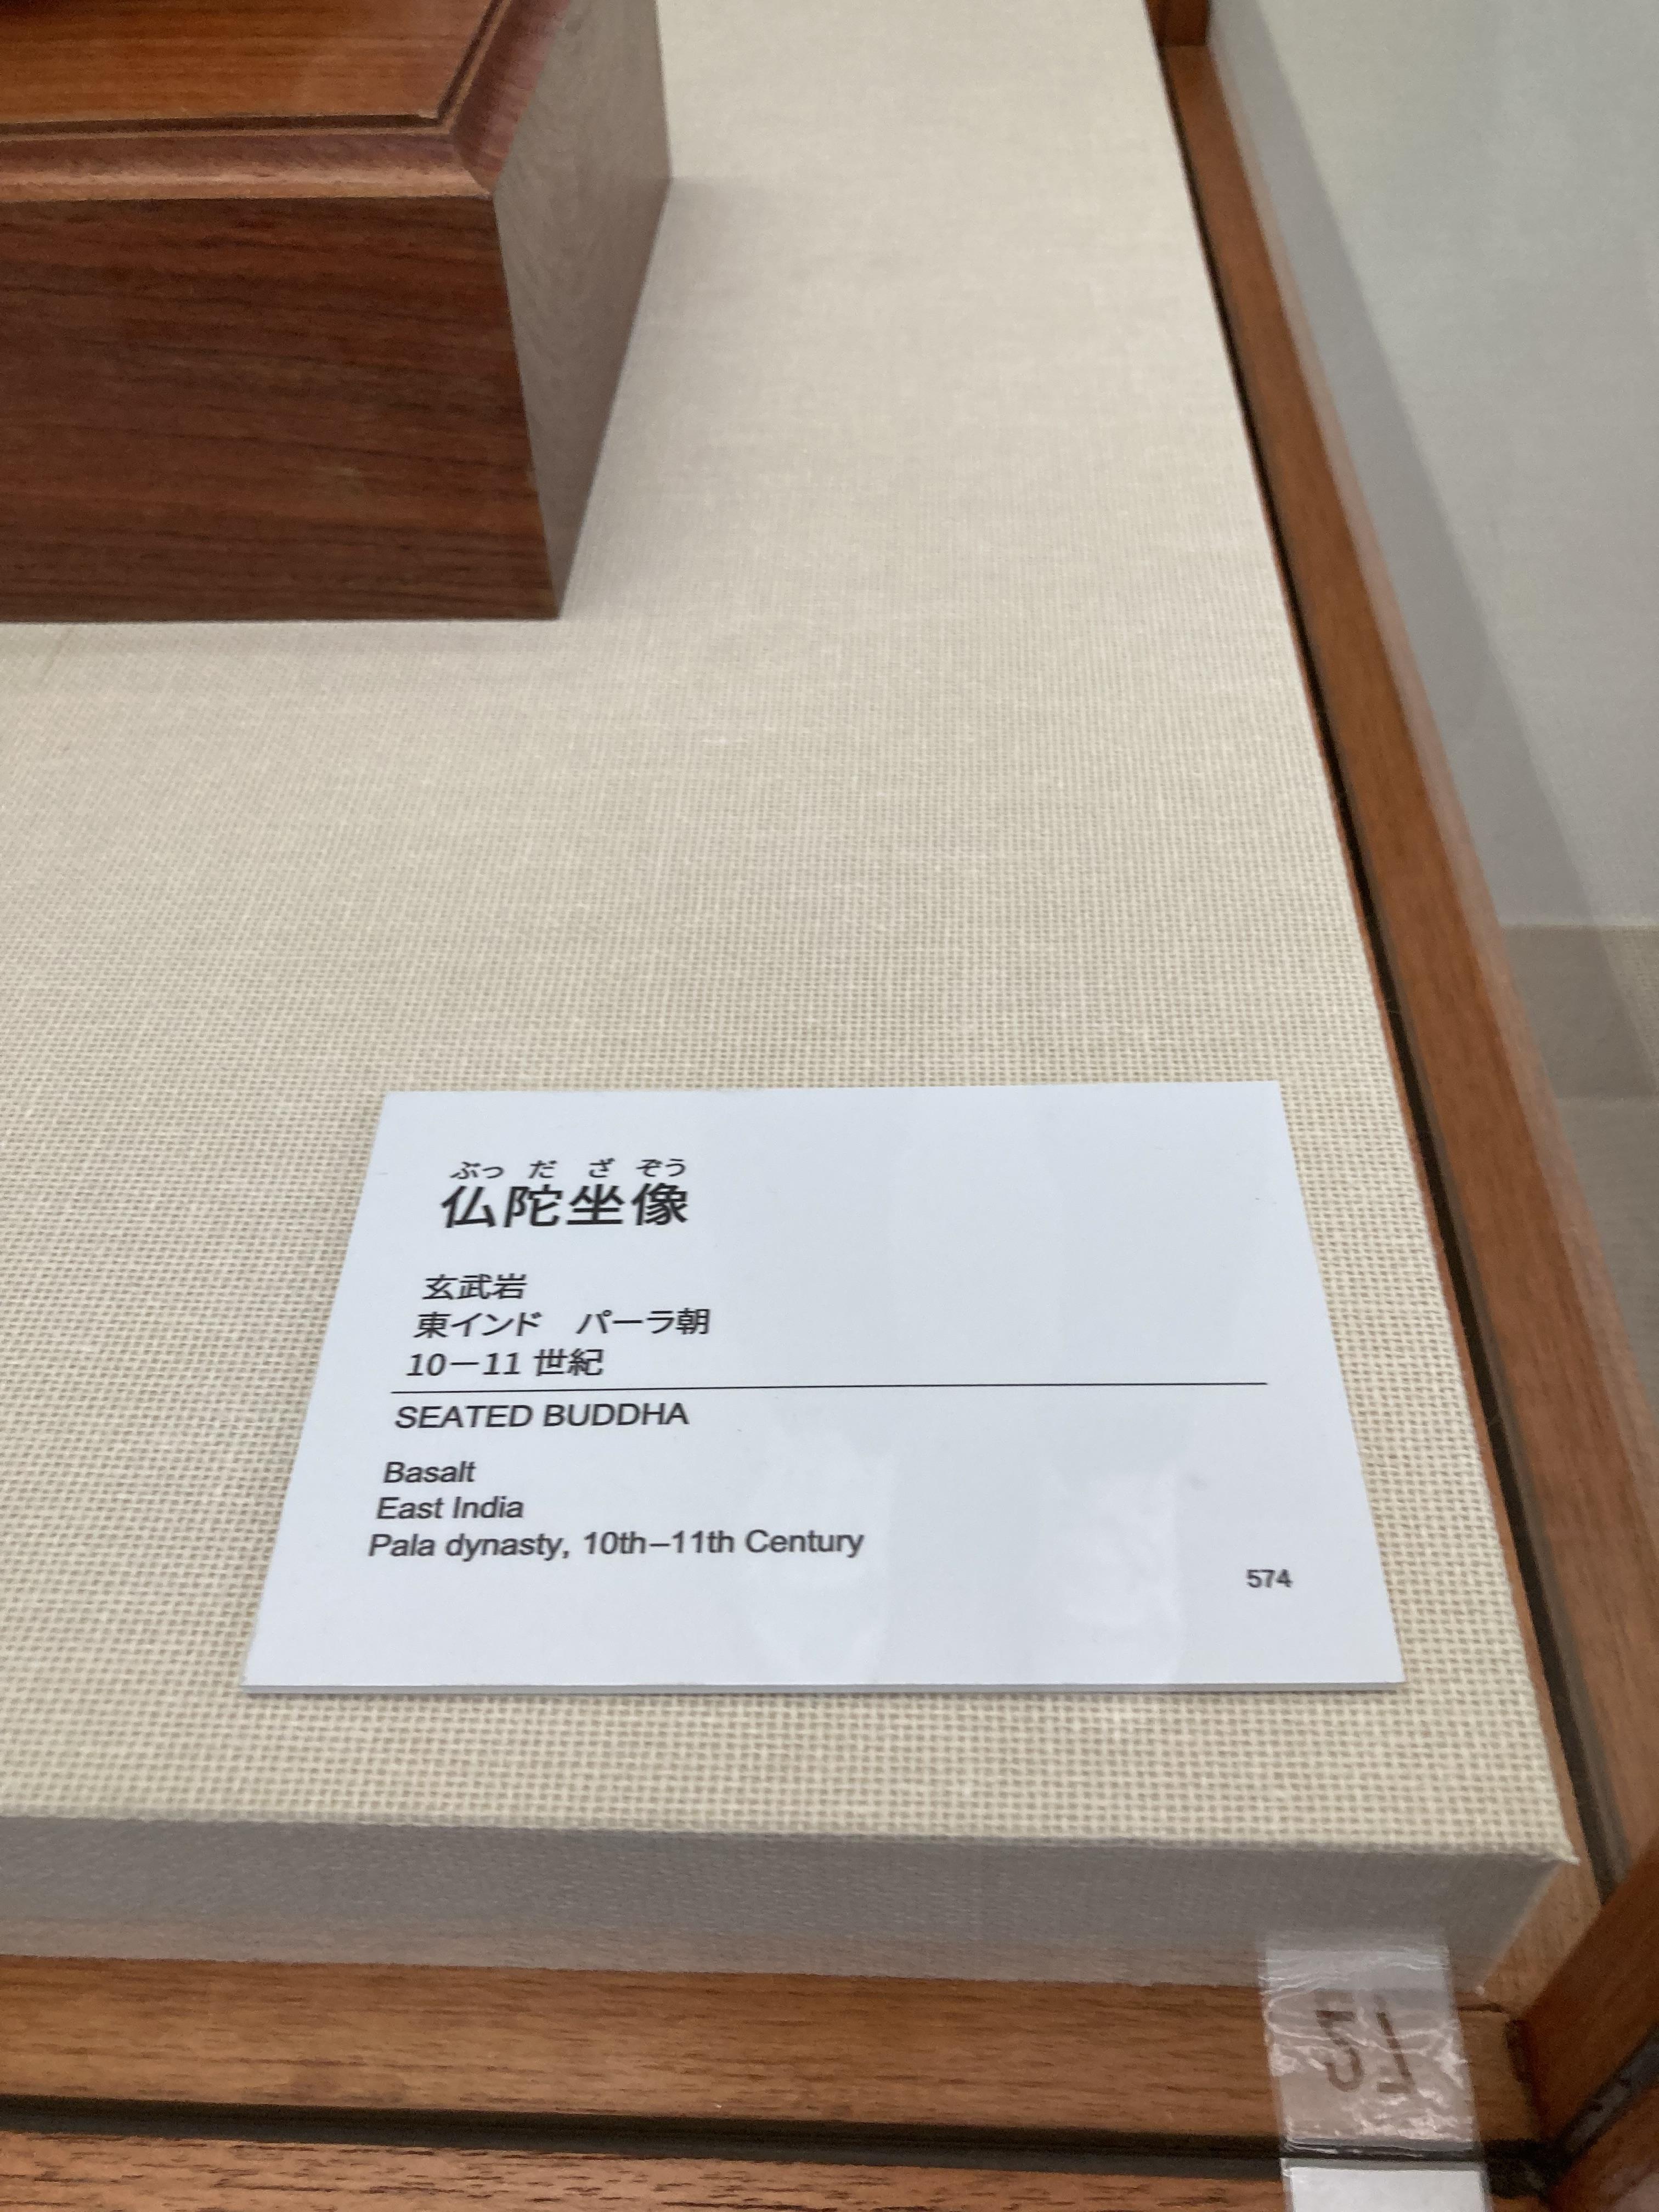 ぶっだざぞう
仏陀坐像
玄武岩
東インド　パーラ朝
10－11 世紀
SEATED BUDDHA
Basalt
East India
Pala dynasty, 10th–11th Century
574